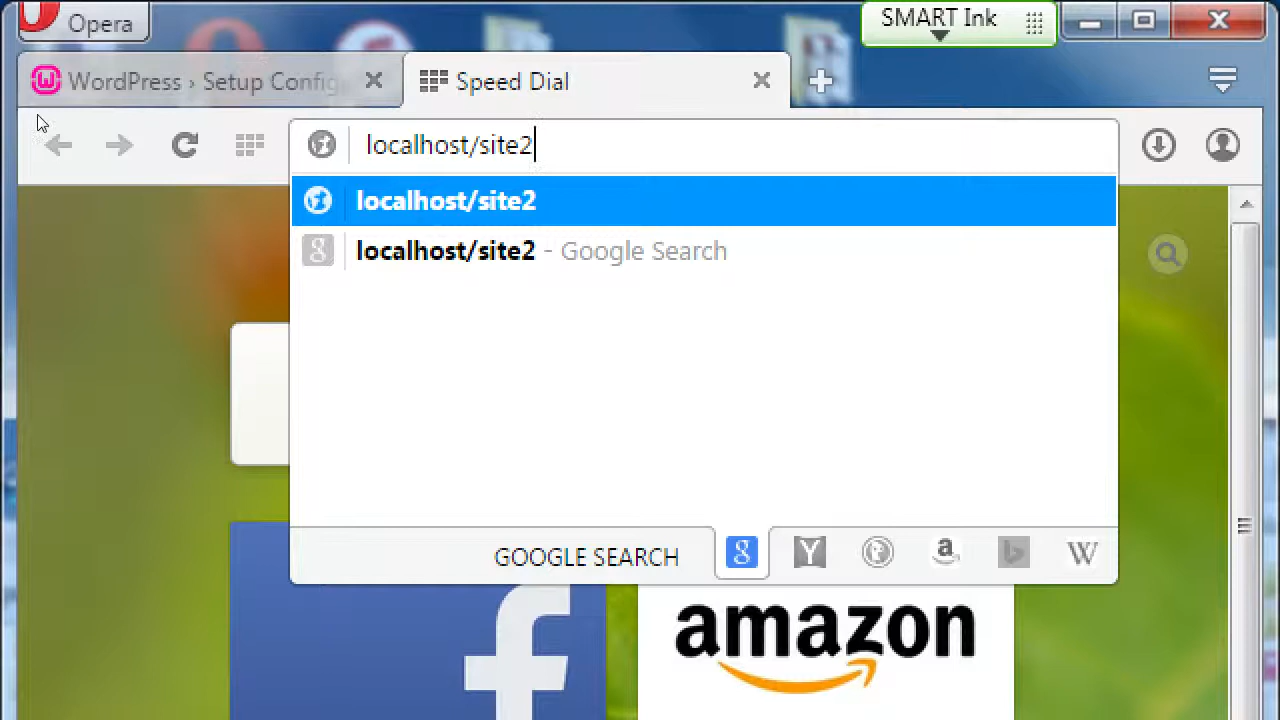 Opera
SMART Ink
WordPress › Setup Config
Speed Dial
localhost/site2
localhost/site2
localhost/site2 - Google Search
GOOGLE SEARCH
amazon